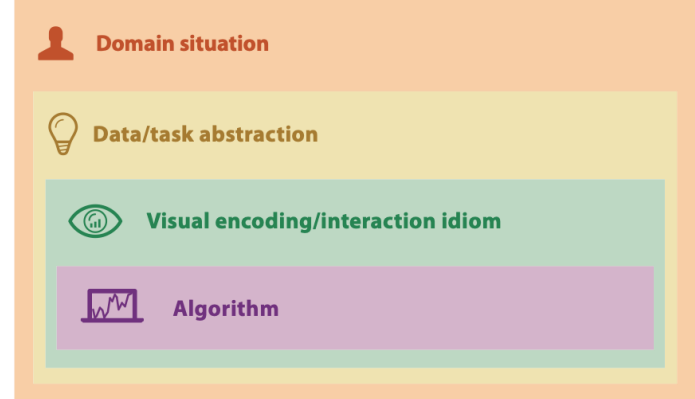 Domain situation
Data/task abstraction
Visual encoding/interaction idiom
Algorithm